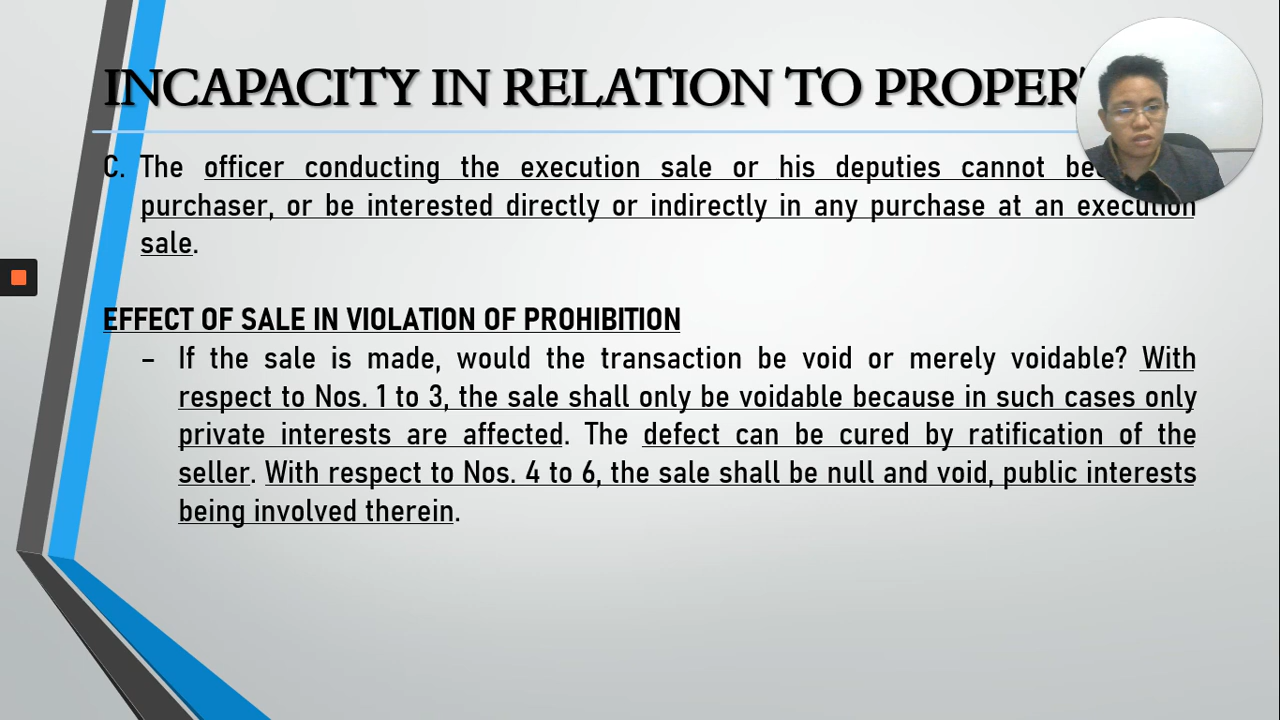 INCAPACITY IN RELATION TO
C. The officer conducting the execution sale or his deputies cannot
purchaser, or be interested directly or indirectly in any purchase at an execution
sale.
EFFECT OF SALE IN VIOLATION OF PROHIBITION
– If the sale is made, would the transaction be void or merely voidable? With
respect to Nos. 1 to 3, the sale shall only be voidable because in such cases only
private interests are affected. The defect can be cured by ratification of the
seller. With respect to Nos. 4 to 6, the sale shall be null and void, public interests
being involved therein.